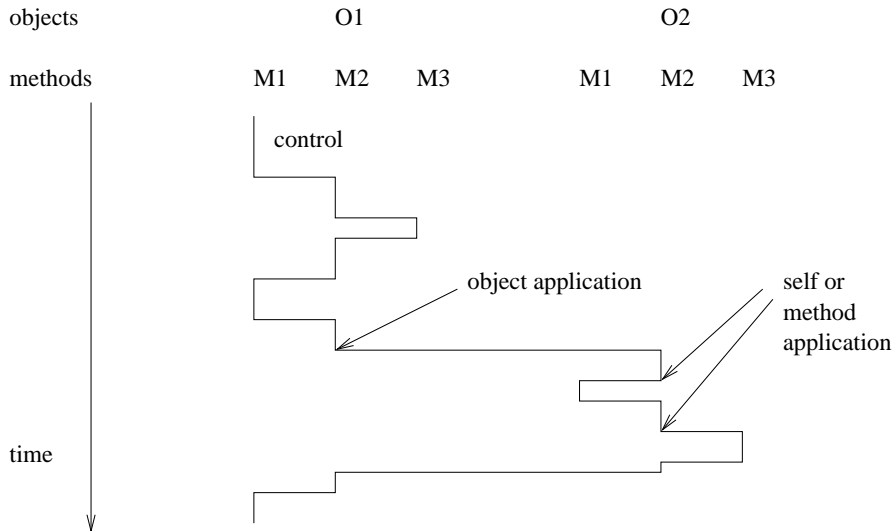 objects O1 O2
methods M1 M2 M3 M1 M2 M3
control
object application
self or
method
application
time